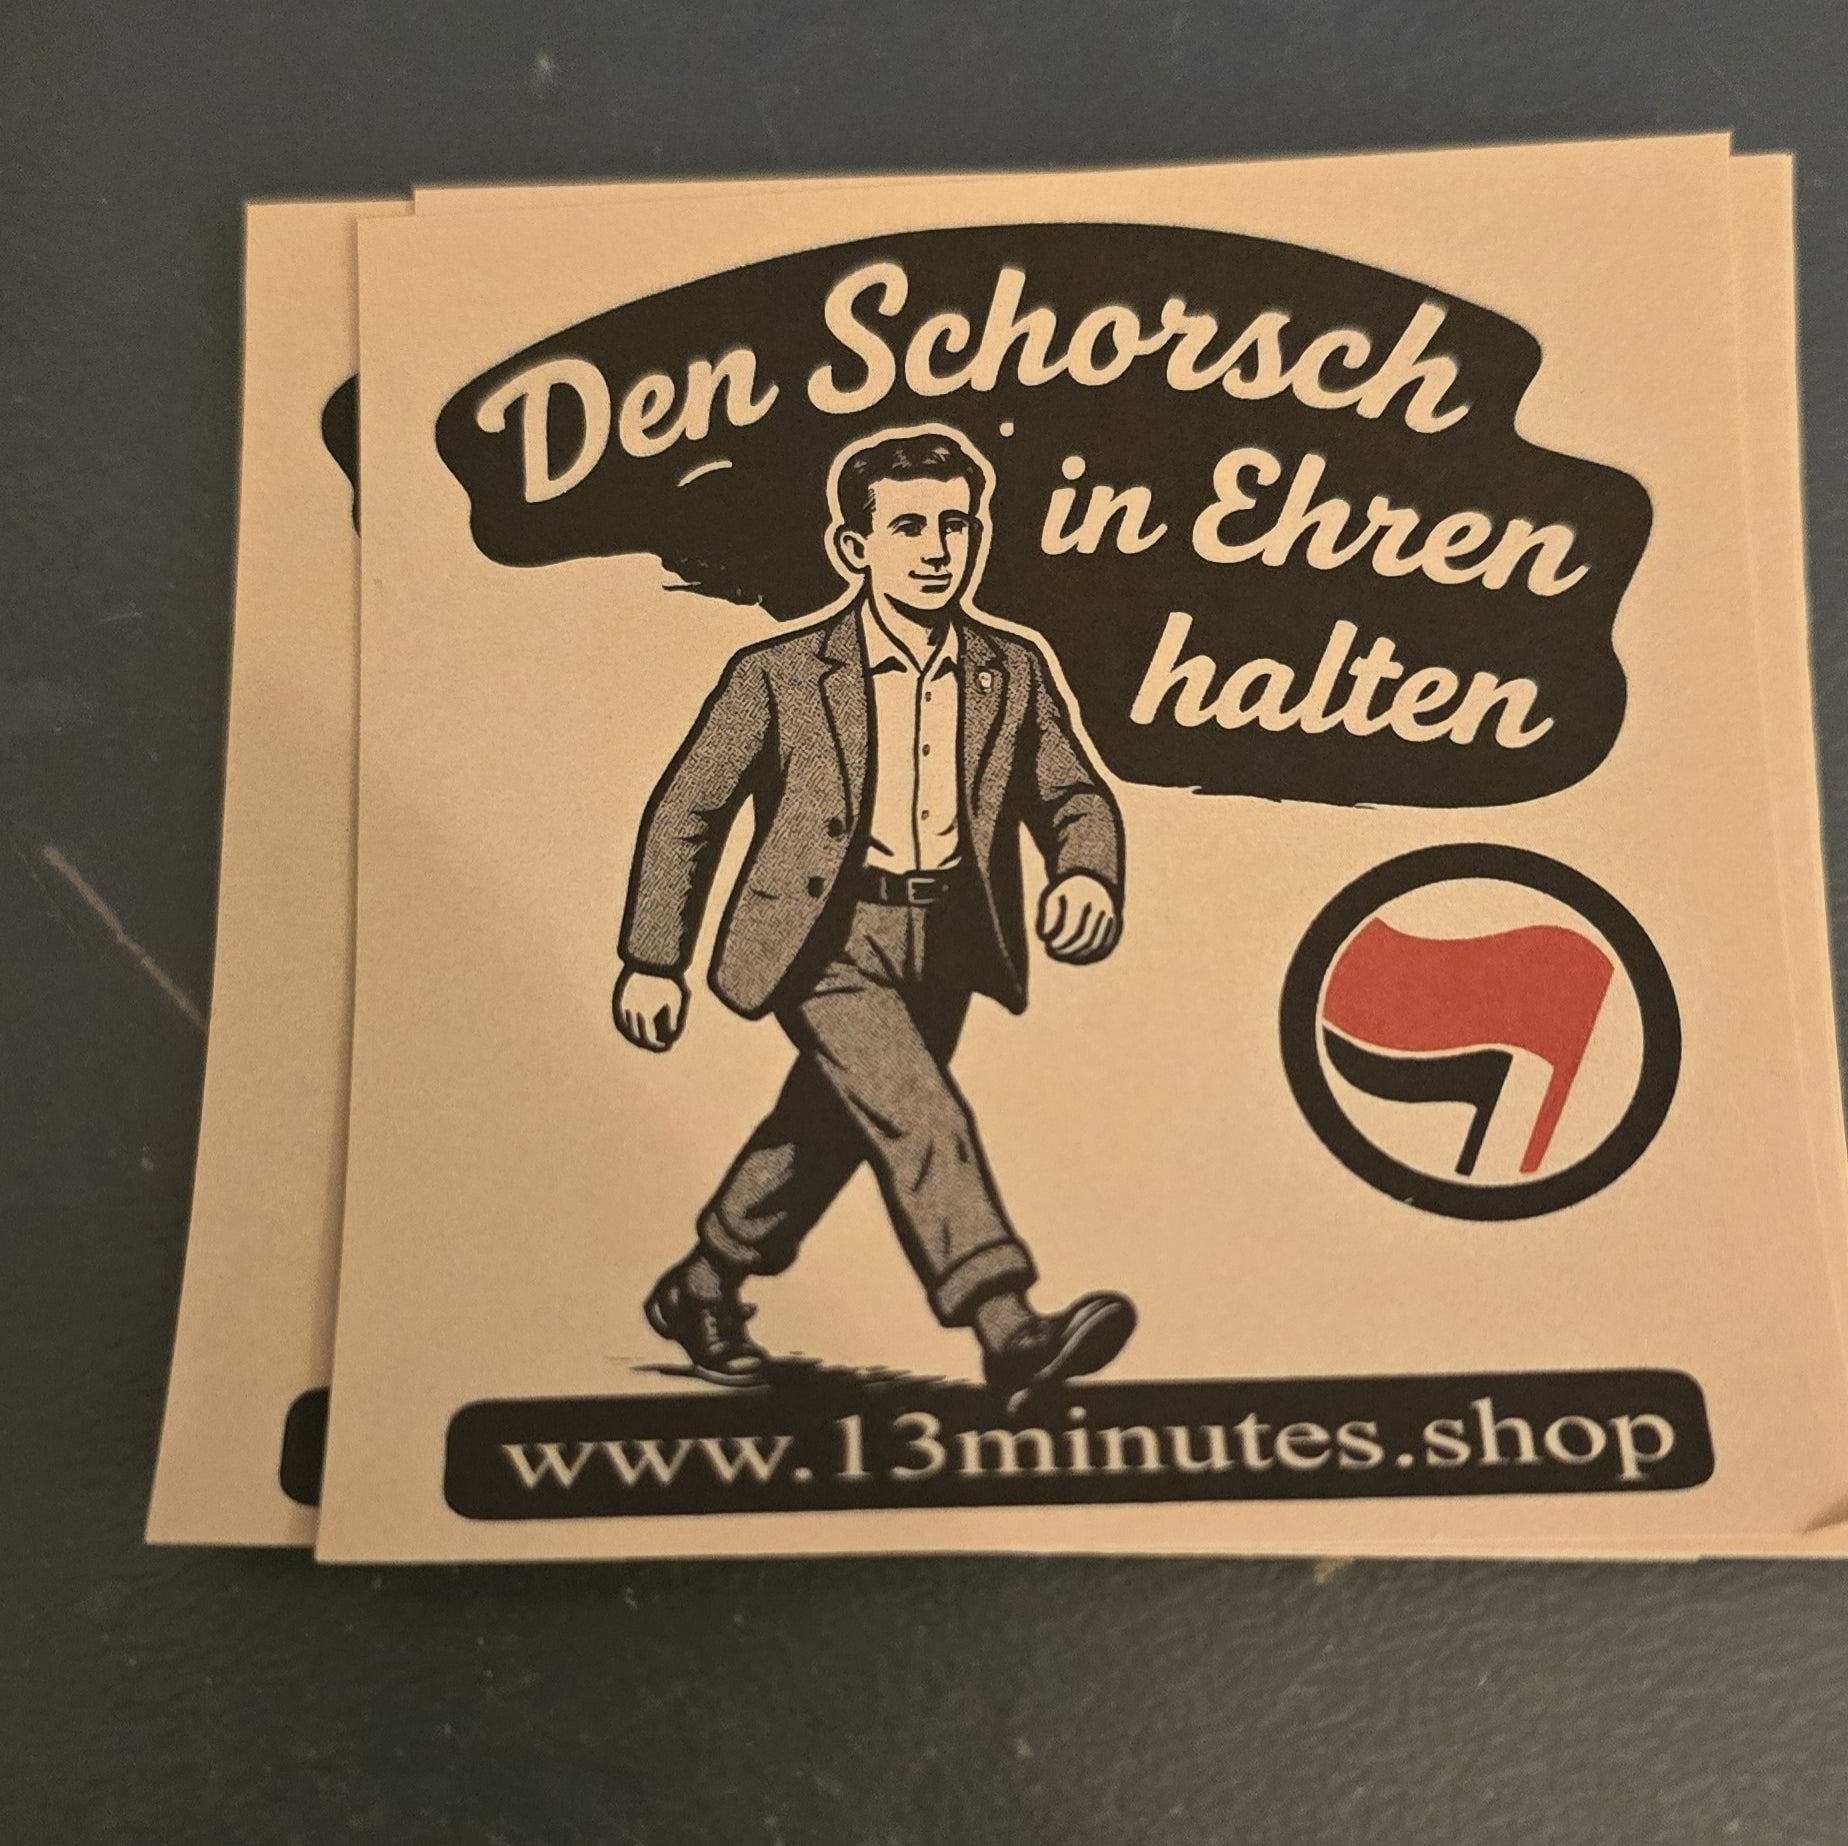 Den Schorsch
in Ehren
halten
www.13minutes.shop